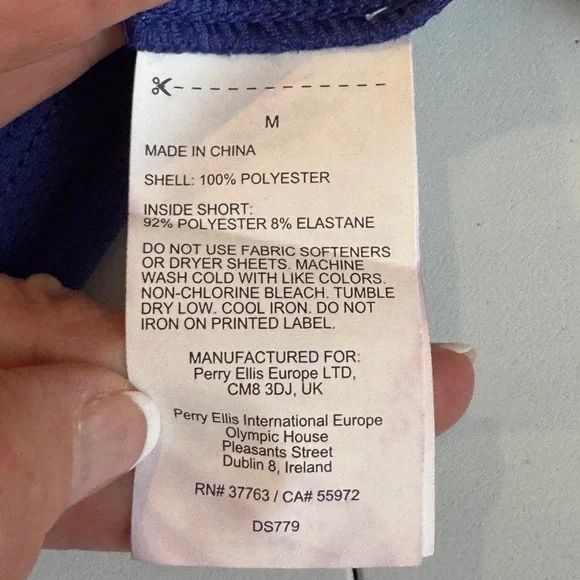 M
MADE IN CHINA
SHELL: 100% POLYESTER
INSIDE SHORT:
92% POLYESTER 8% ELASTANE
DO NOT USE FABRIC SOFTENERS
OR DRYER SHEETS. MACHINE
WASH COLD WITH LIKE COLORS.
NON-CHLORINE BLEACH. TUMBLE
DRY LOW. COOL IRON. DO NOT
IRON ON PRINTED LABEL.
MANUFACTURED FOR:
Perry Ellis Europe LTD,
CM8 3DJ, UK
Perry Ellis International Europe
Olympic House
Pleasants Street
Dublin 8, Ireland
RN# 37763 / CA# 55972
DS779